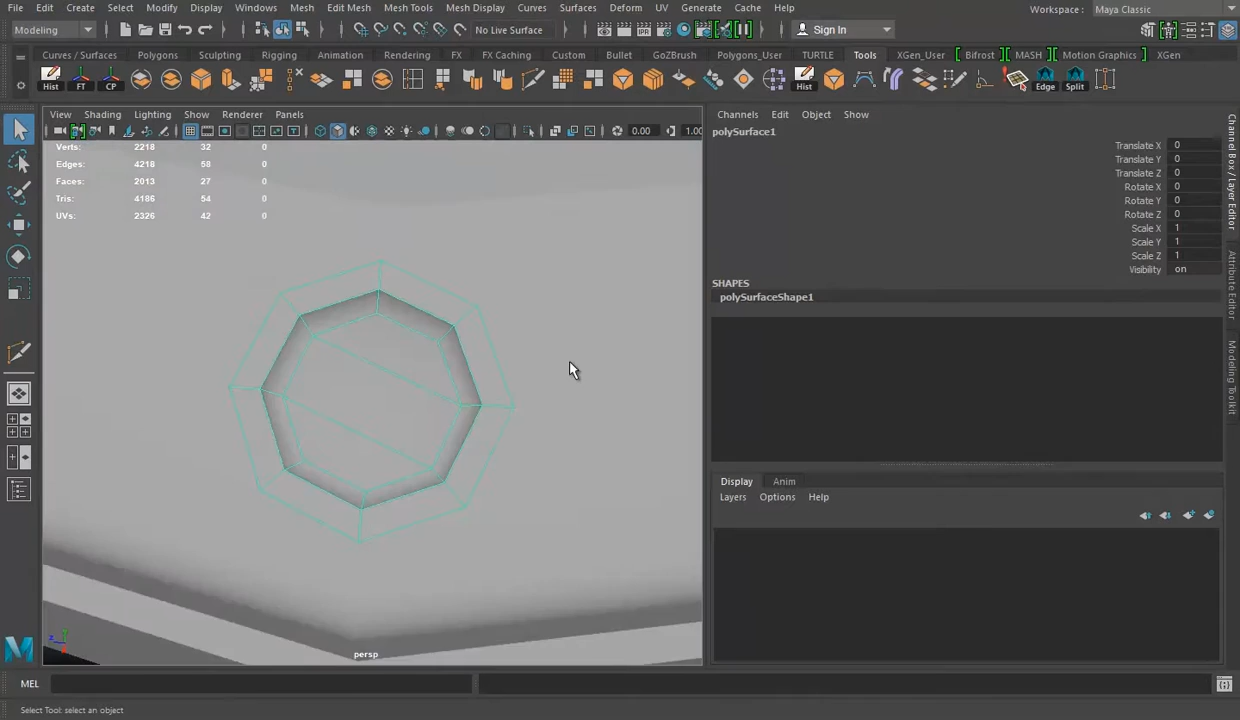 File Edit Create Select Modify Display Windows Mesh Edit Mesh Mesh Tools Mesh Display Curves Surfaces Deform UV Generate Cache Help Workspace : Maya Classic
Modeling No Live Surface Sign In
Curves / Surfaces Polygons Sculpting Rigging Animation Rendering FX FX Caching Custom Bullet GoZBrush Polygons_User TURTLE Tools XGen_User Bifrost MASH Motion Graphics XGen
Hist FT CP Hist Edge Split
View Shading Lighting Show Renderer Panels
0.00 1.00
Verts: 2218 32 0
Edges: 4218 58 0
Faces: 2013 27 0
Tris: 4186 54 0
UVs: 2326 42 0
persp
Channels Edit Object Show
polySurface1
Translate X 0
Translate Y 0
Translate Z 0
Rotate X 0
Rotate Y 0
Rotate Z 0
Scale X 1
Scale Y 1
Scale Z 1
Visibility on
SHAPES
polySurfaceShape1
Display Anim
Layers Options Help
Channel Box / Layer Editor
Attribute Editor
Modeling Toolkit
MEL
Select Tool: select an object